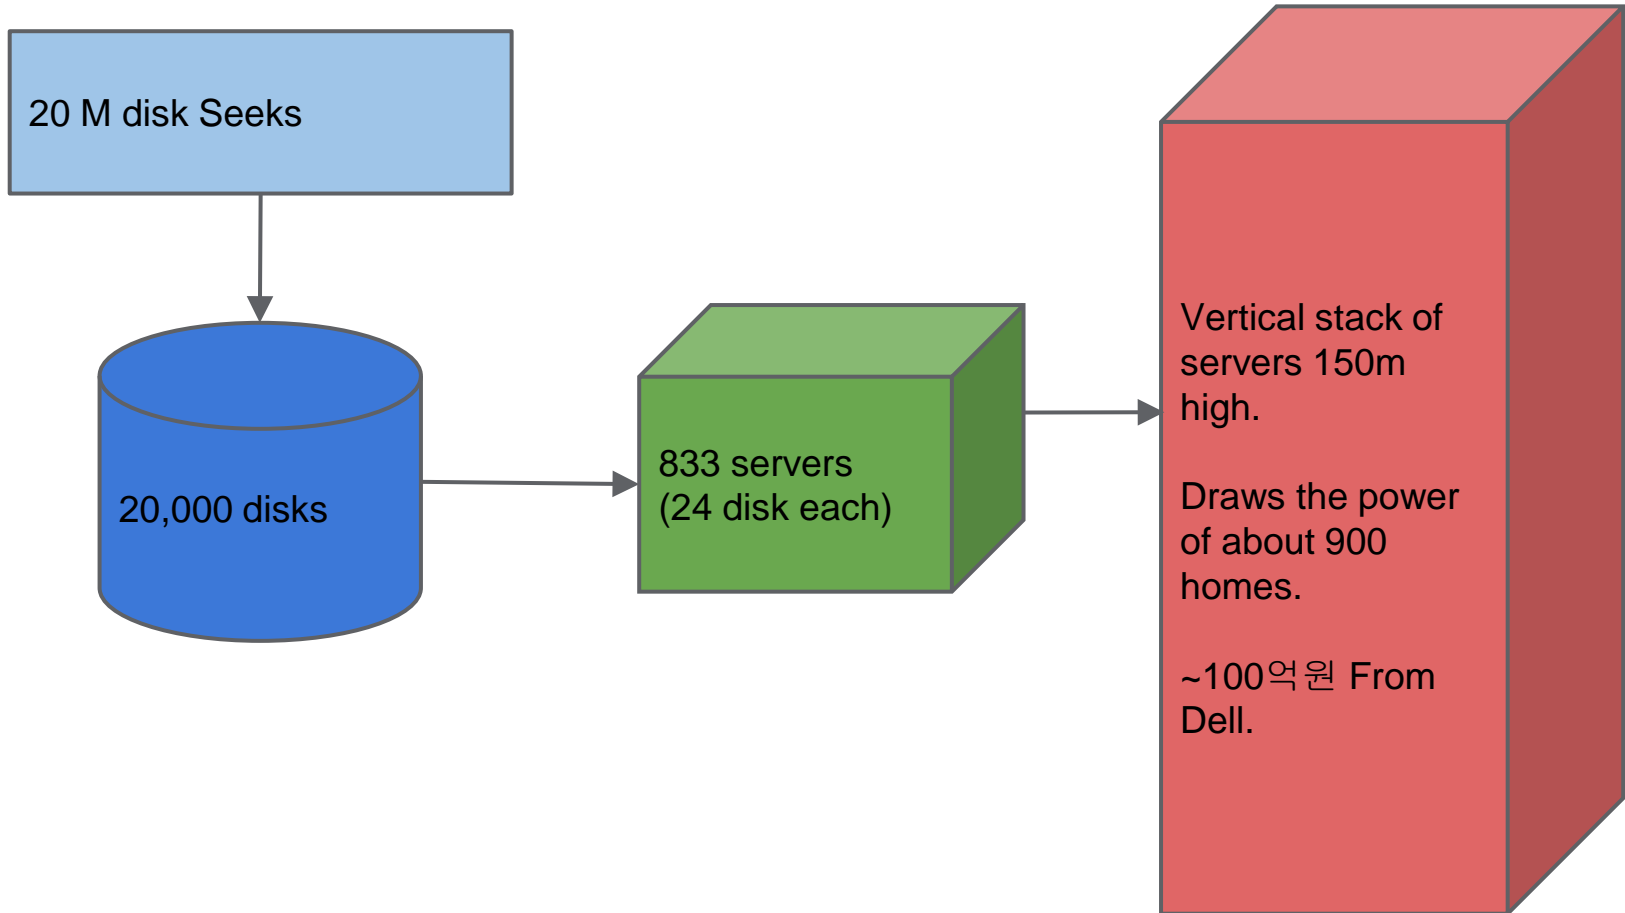 20 M disk Seeks
20,000 disks
833 servers
(24 disk each)
Vertical stack of
servers 150m
high.
Draws the power
of about 900
homes.
~100억원 From
Dell.